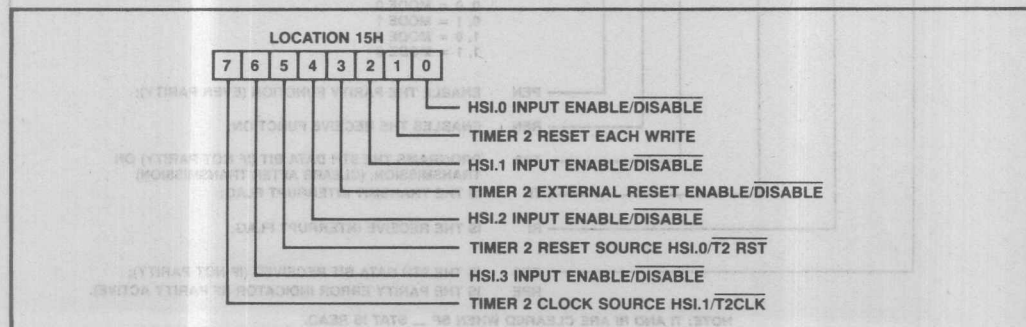 LOCATION 15H
7 6 5 4 3 2 1 0
HSI.0 INPUT ENABLE/DISABLE
TIMER 2 RESET EACH WRITE
HSI.1 INPUT ENABLE/DISABLE
TIMER 2 EXTERNAL RESET ENABLE/DISABLE
HSI.2 INPUT ENABLE/DISABLE
TIMER 2 RESET SOURCE HSI.0/T2 RST
HSI.3 INPUT ENABLE/DISABLE
TIMER 2 CLOCK SOURCE HSI.1/T2CLK